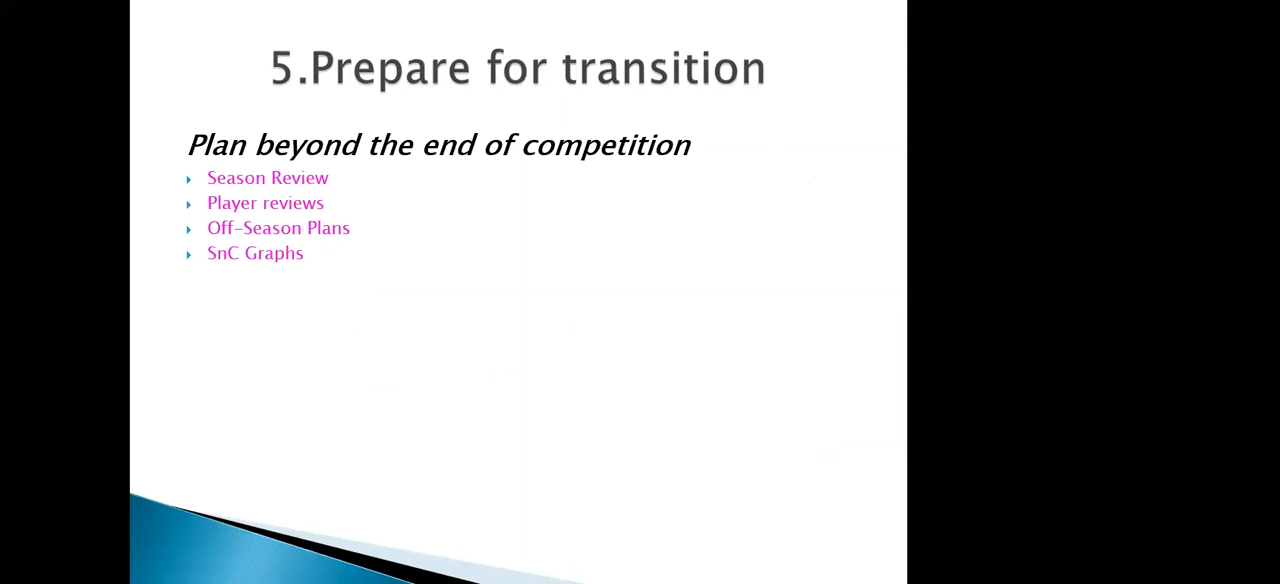 5.Prepare for transition
Plan beyond the end of competition
Season Review
Player reviews
Off-Season Plans
SnC Graphs